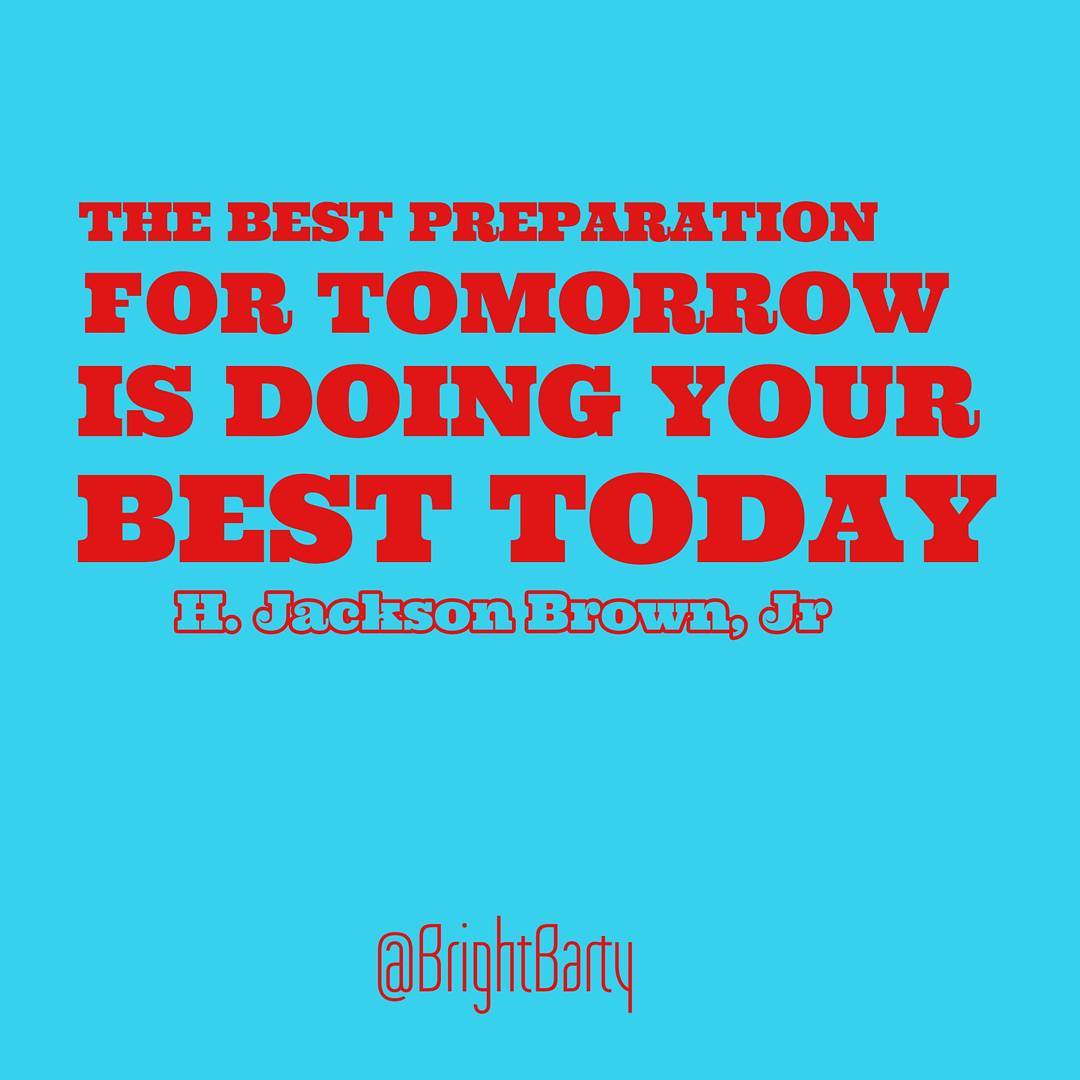 THE BEST PREPARATION
FOR TOMORROW
IS DOING YOUR
BEST TODAY
H. Jackson Brown, Jr
@BrightBarty